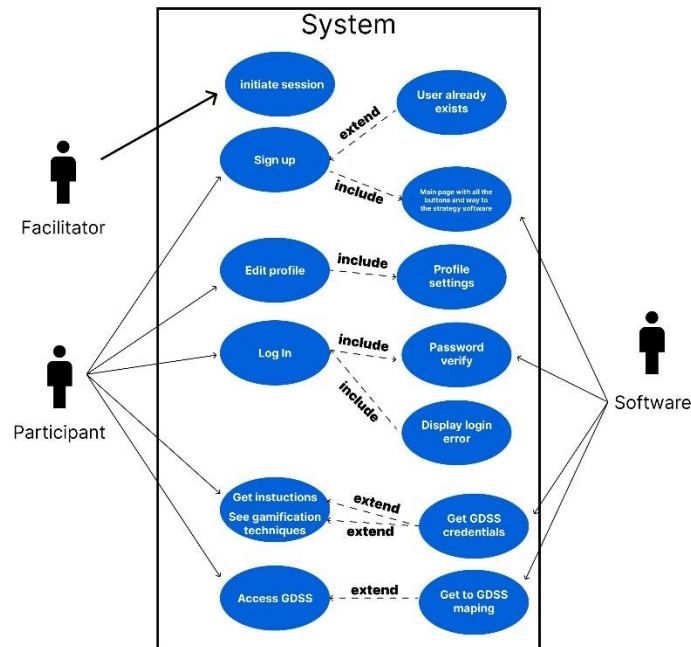 System
initiate session
User already
exists
extend
Sign up
include
Main page with all the
buttons and way to
the strategy software
Facilitator
Edit profile
include
Profile
settings
Log In
include
Password
verify
include
Display login
error
Participant
Software
Get instuctions
See gamification
techniques
extend
extend
Get GDSS
credentials
Access GDSS
extend
Get to GDSS
maping